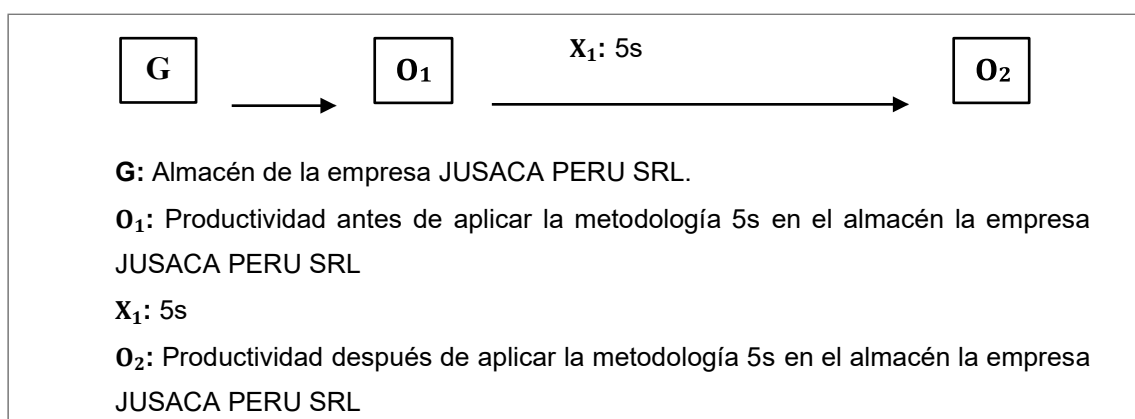 X₁: 5s
G O₁ O₂
G: Almacén de la empresa JUSACA PERU SRL.
O₁: Productividad antes de aplicar la metodología 5s en el almacén la empresa
JUSACA PERU SRL
X₁: 5s
O₂: Productividad después de aplicar la metodología 5s en el almacén la empresa
JUSACA PERU SRL